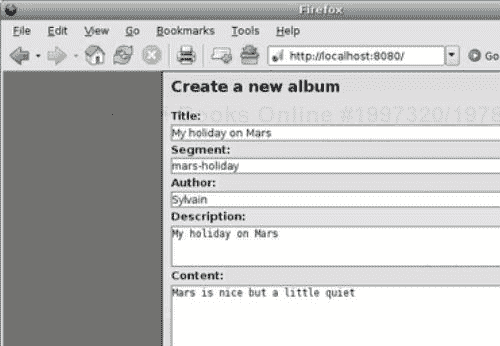 Firefox
File Edit View Go Bookmarks Tools Help
http://localhost:8080/ Go
Create a new album
Books Online #1997320/1978
Title:
My holiday on Mars
Segment:
mars-holiday
Author:
Sylvain
Description:
My holiday on Mars
Content:
Mars is nice but a little quiet